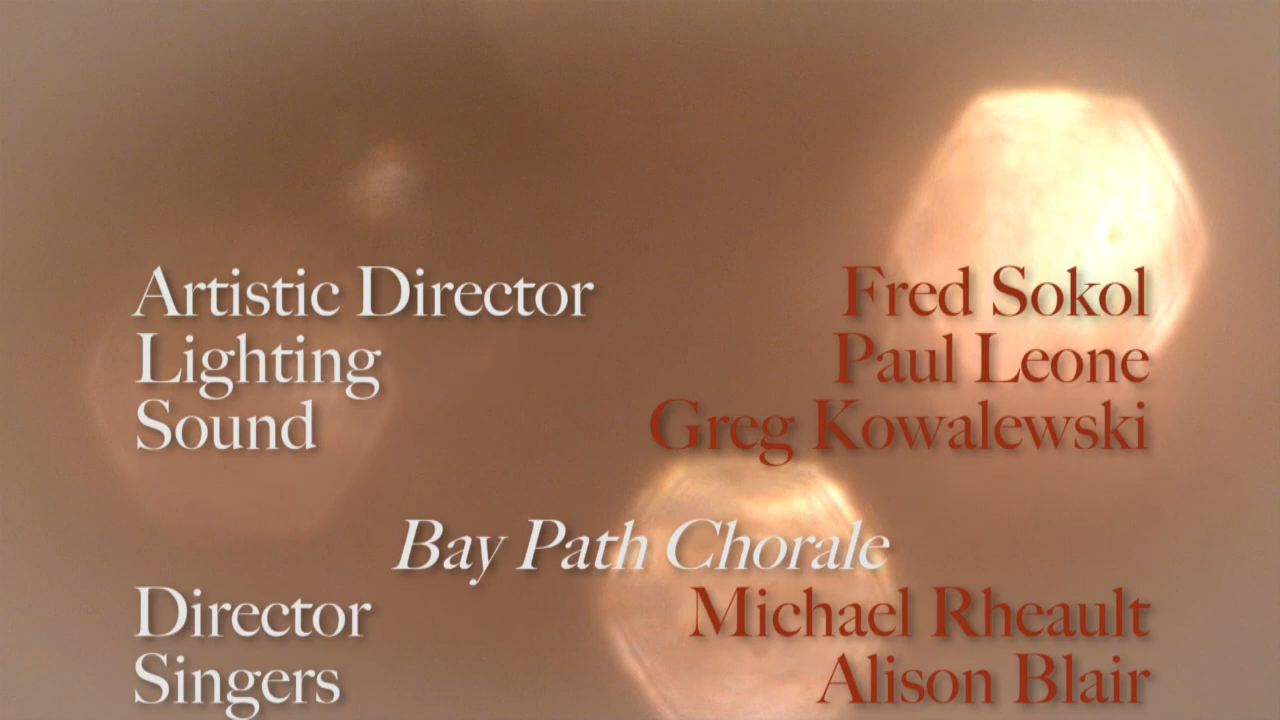 Artistic Director Fred Sokol
Lighting Paul Leone
Sound Greg Kowalewski
Bay Path Chorale
Director Michael Rheault
Singers Alison Blair